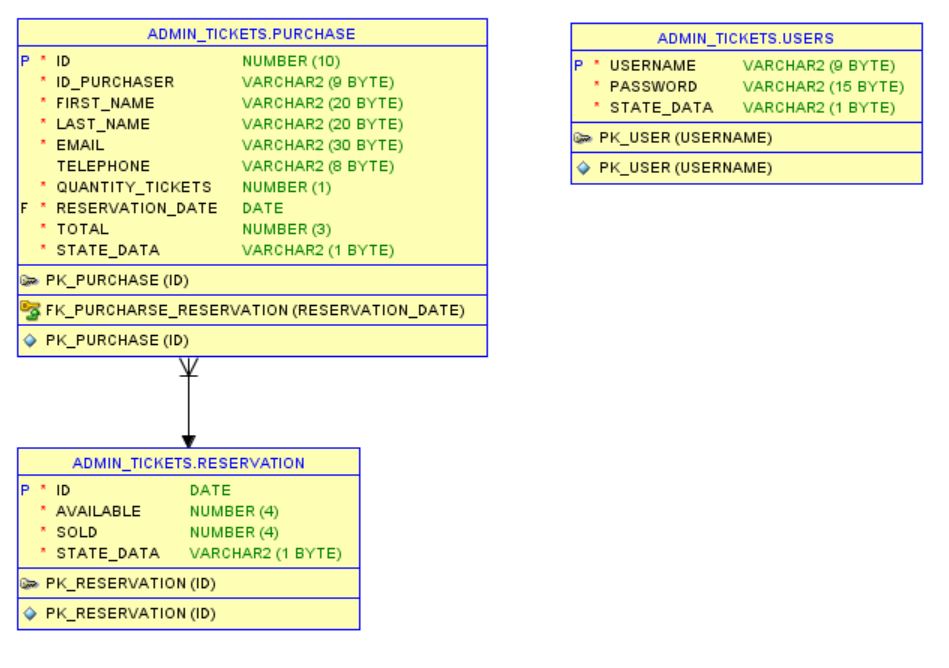 ADMIN_TICKETS.PURCHASE
P * ID NUMBER (10)
* ID_PURCHASER VARCHAR2 (9 BYTE)
* FIRST_NAME VARCHAR2 (20 BYTE)
* LAST_NAME VARCHAR2 (20 BYTE)
* EMAIL VARCHAR2 (30 BYTE)
TELEPHONE VARCHAR2 (8 BYTE)
* QUANTITY_TICKETS NUMBER (1)
F * RESERVATION_DATE DATE
* TOTAL NUMBER (3)
* STATE_DATA VARCHAR2 (1 BYTE)
PK_PURCHASE (ID)
FK_PURCHARSE_RESERVATION (RESERVATION_DATE)
PK_PURCHASE (ID)
ADMIN_TICKETS.USERS
P * USERNAME VARCHAR2 (9 BYTE)
* PASSWORD VARCHAR2 (15 BYTE)
* STATE_DATA VARCHAR2 (1 BYTE)
PK_USER (USERNAME)
PK_USER (USERNAME)
ADMIN_TICKETS.RESERVATION
P * ID DATE
* AVAILABLE NUMBER (4)
* SOLD NUMBER (4)
* STATE_DATA VARCHAR2 (1 BYTE)
PK_RESERVATION (ID)
PK_RESERVATION (ID)